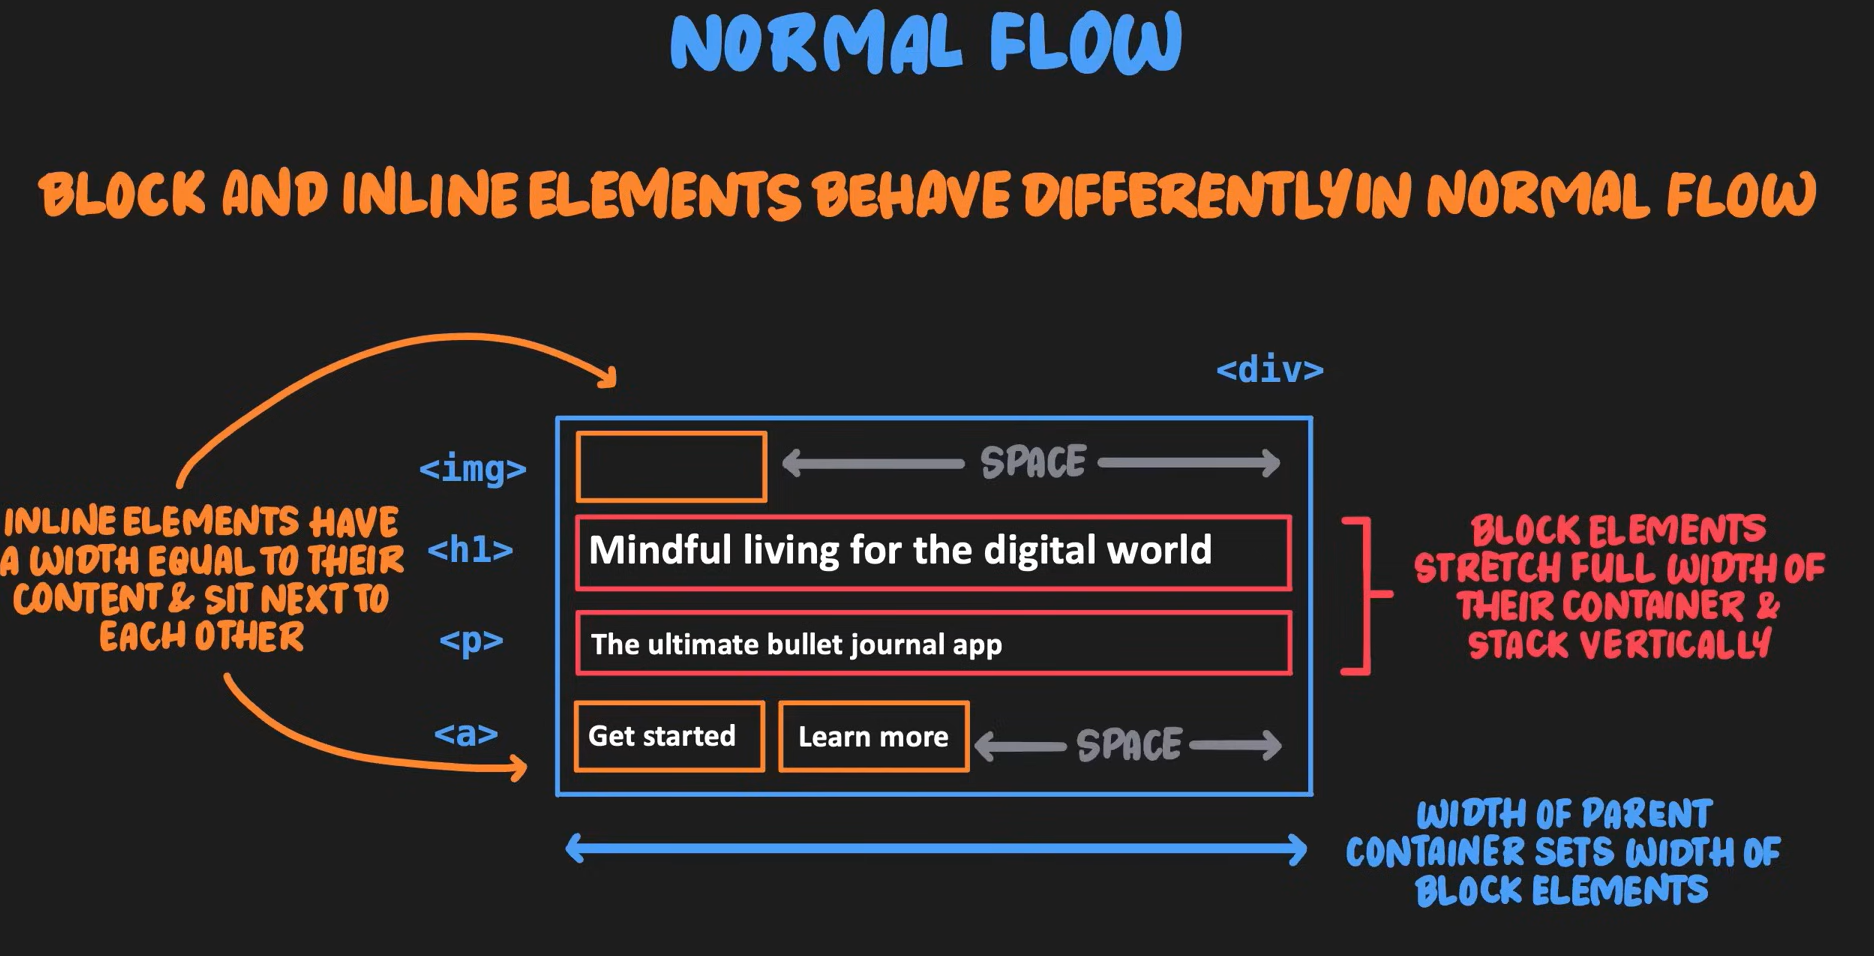 NORMAL FLOW
BLOCK AND INLINE ELEMENTS BEHAVE DIFFERENTLY IN NORMAL FLOW
<div>
<img>
SPACE
INLINE ELEMENTS HAVE
A WIDTH EQUAL TO THEIR
CONTENT & SIT NEXT TO
EACH OTHER
<h1>
Mindful living for the digital world
<p>
The ultimate bullet journal app
BLOCK ELEMENTS
STRETCH FULL WIDTH OF
THEIR CONTAINER &
STACK VERTICALLY
<a>
Get started
Learn more
SPACE
WIDTH OF PARENT
CONTAINER SETS WIDTH OF
BLOCK ELEMENTS